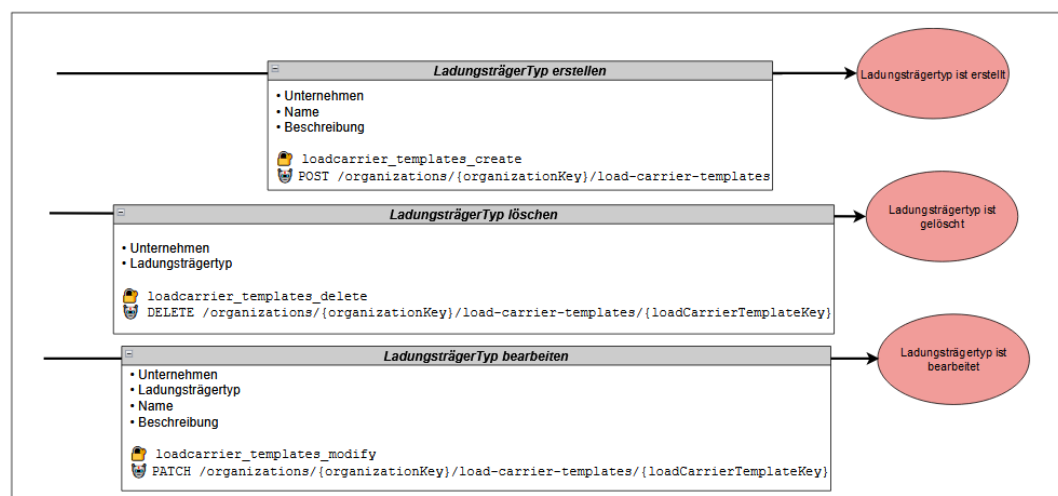 LadungsträgerTyp erstellen
• Unternehmen
• Name
• Beschreibung
loadcarrier_templates_create
POST /organizations/{organizationKey}/load-carrier-templates
Ladungsträgertyp ist erstellt
LadungsträgerTyp löschen
• Unternehmen
• Ladungsträgertyp
loadcarrier_templates_delete
DELETE /organizations/{organizationKey}/load-carrier-templates/{loadCarrierTemplateKey}
Ladungsträgertyp ist
gelöscht
LadungsträgerTyp bearbeiten
• Unternehmen
• Ladungsträgertyp
• Name
• Beschreibung
loadcarrier_templates_modify
PATCH /organizations/{organizationKey}/load-carrier-templates/{loadCarrierTemplateKey}
Ladungsträgertyp ist
bearbeitet